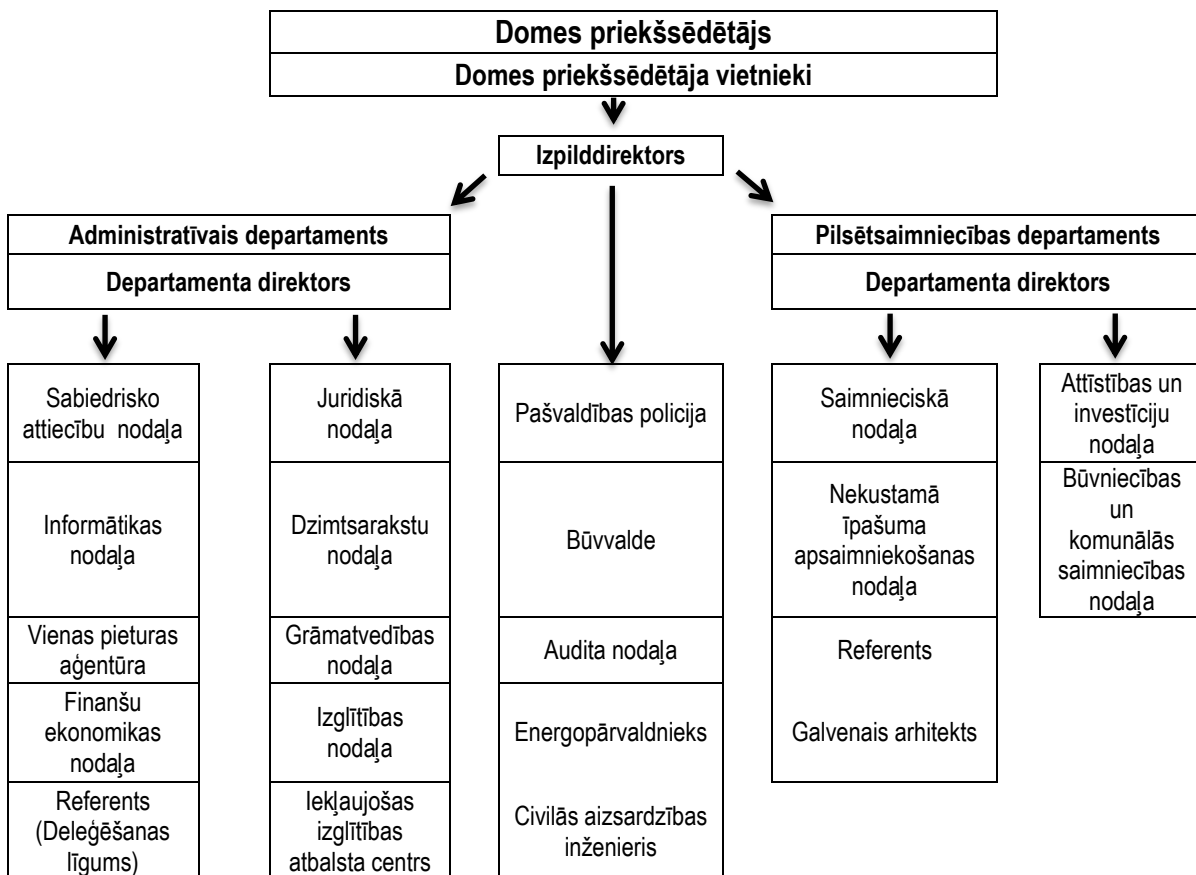 Domes priekšsēdētājs
Domes priekšsēdētāja vietnieki
Izpilddirektors
Administratīvais departaments
Departamenta direktors
Pilsētsaimniecības departaments
Departamenta direktors
Sabiedrisko
attiecību nodaļa
Informātikas
nodaļa
Vienas pieturas
aģentūra
Finanšu
ekonomikas
nodaļa
Referents
(Deleģēšanas
līgums)
Juridiskā
nodaļa
Dzimtsarakstu
nodaļa
Grāmatvedības
nodaļa
Izglītības
nodaļa
Iekļaujošas
izglītības
atbalsta centrs
Pašvaldības policija
Būvvalde
Audita nodaļa
Energopārvaldnieks
Civilās aizsardzības
inženieris
Saimnieciskā
nodaļa
Nekustamā
īpašuma
apsaimniekošanas
nodaļa
Referents
Galvenais arhitekts
Attīstības un
investīciju
nodaļa
Būvniecības
un
komunālās
saimniecības
nodaļa